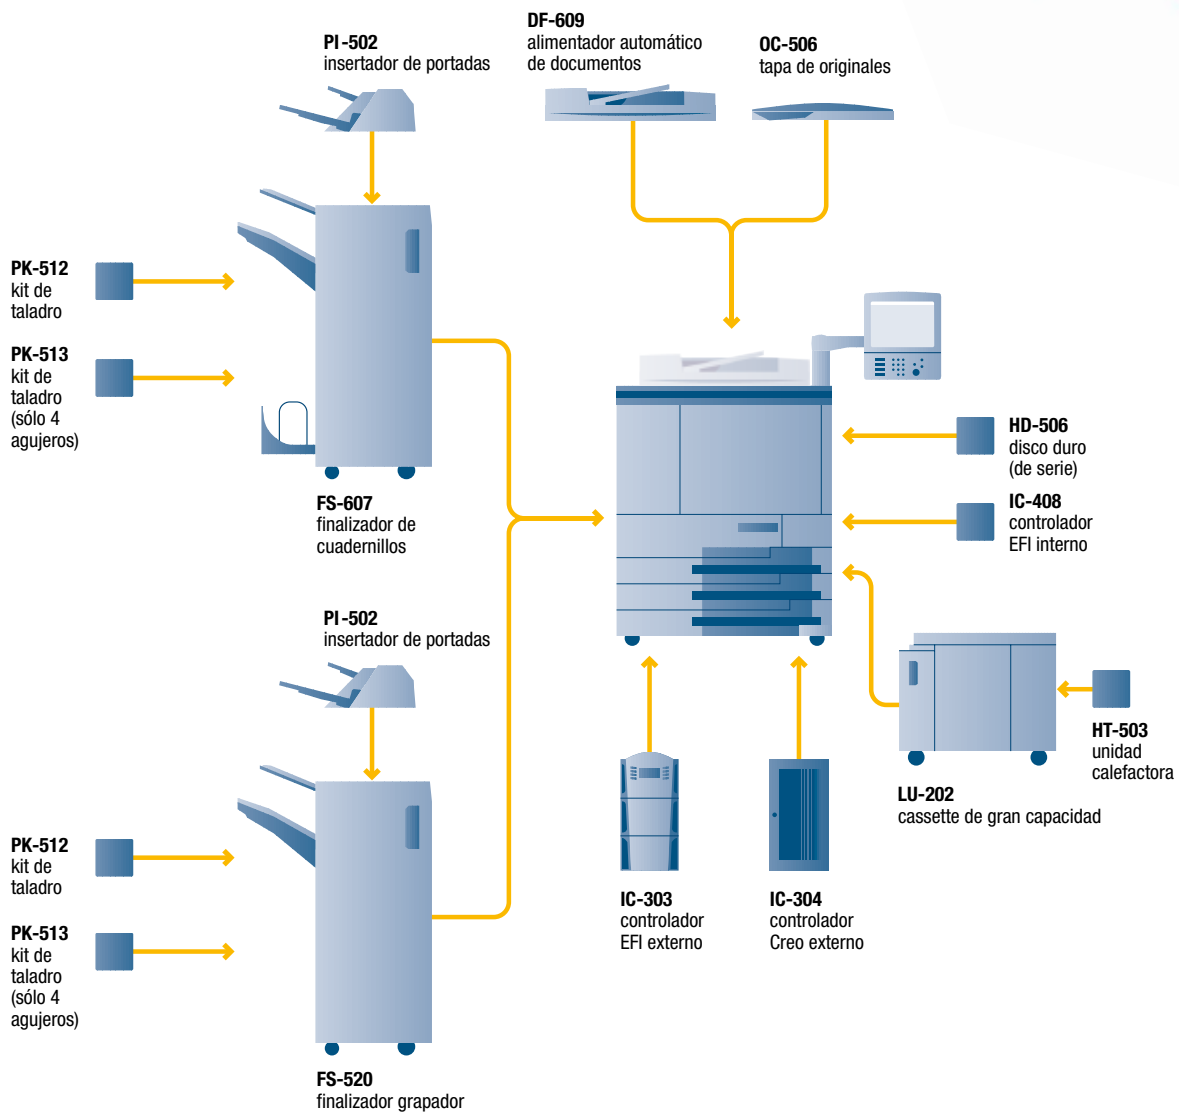 DF-609
alimentador automático
de documentos
OC-506
tapa de originales
PI-502
insertador de portadas
PK-512
kit de
taladro
PK-513
kit de
taladro
(sólo 4
agujeros)
FS-607
finalizador de
cuadernillos
HD-506
disco duro
(de serie)
IC-408
controlador
EFI interno
PI-502
insertador de portadas
HT-503
unidad
calefactora
LU-202
cassette de gran capacidad
PK-512
kit de
taladro
PK-513
kit de
taladro
(sólo 4
agujeros)
IC-303
controlador
EFI externo
IC-304
controlador
Creo externo
FS-520
finalizador grapador